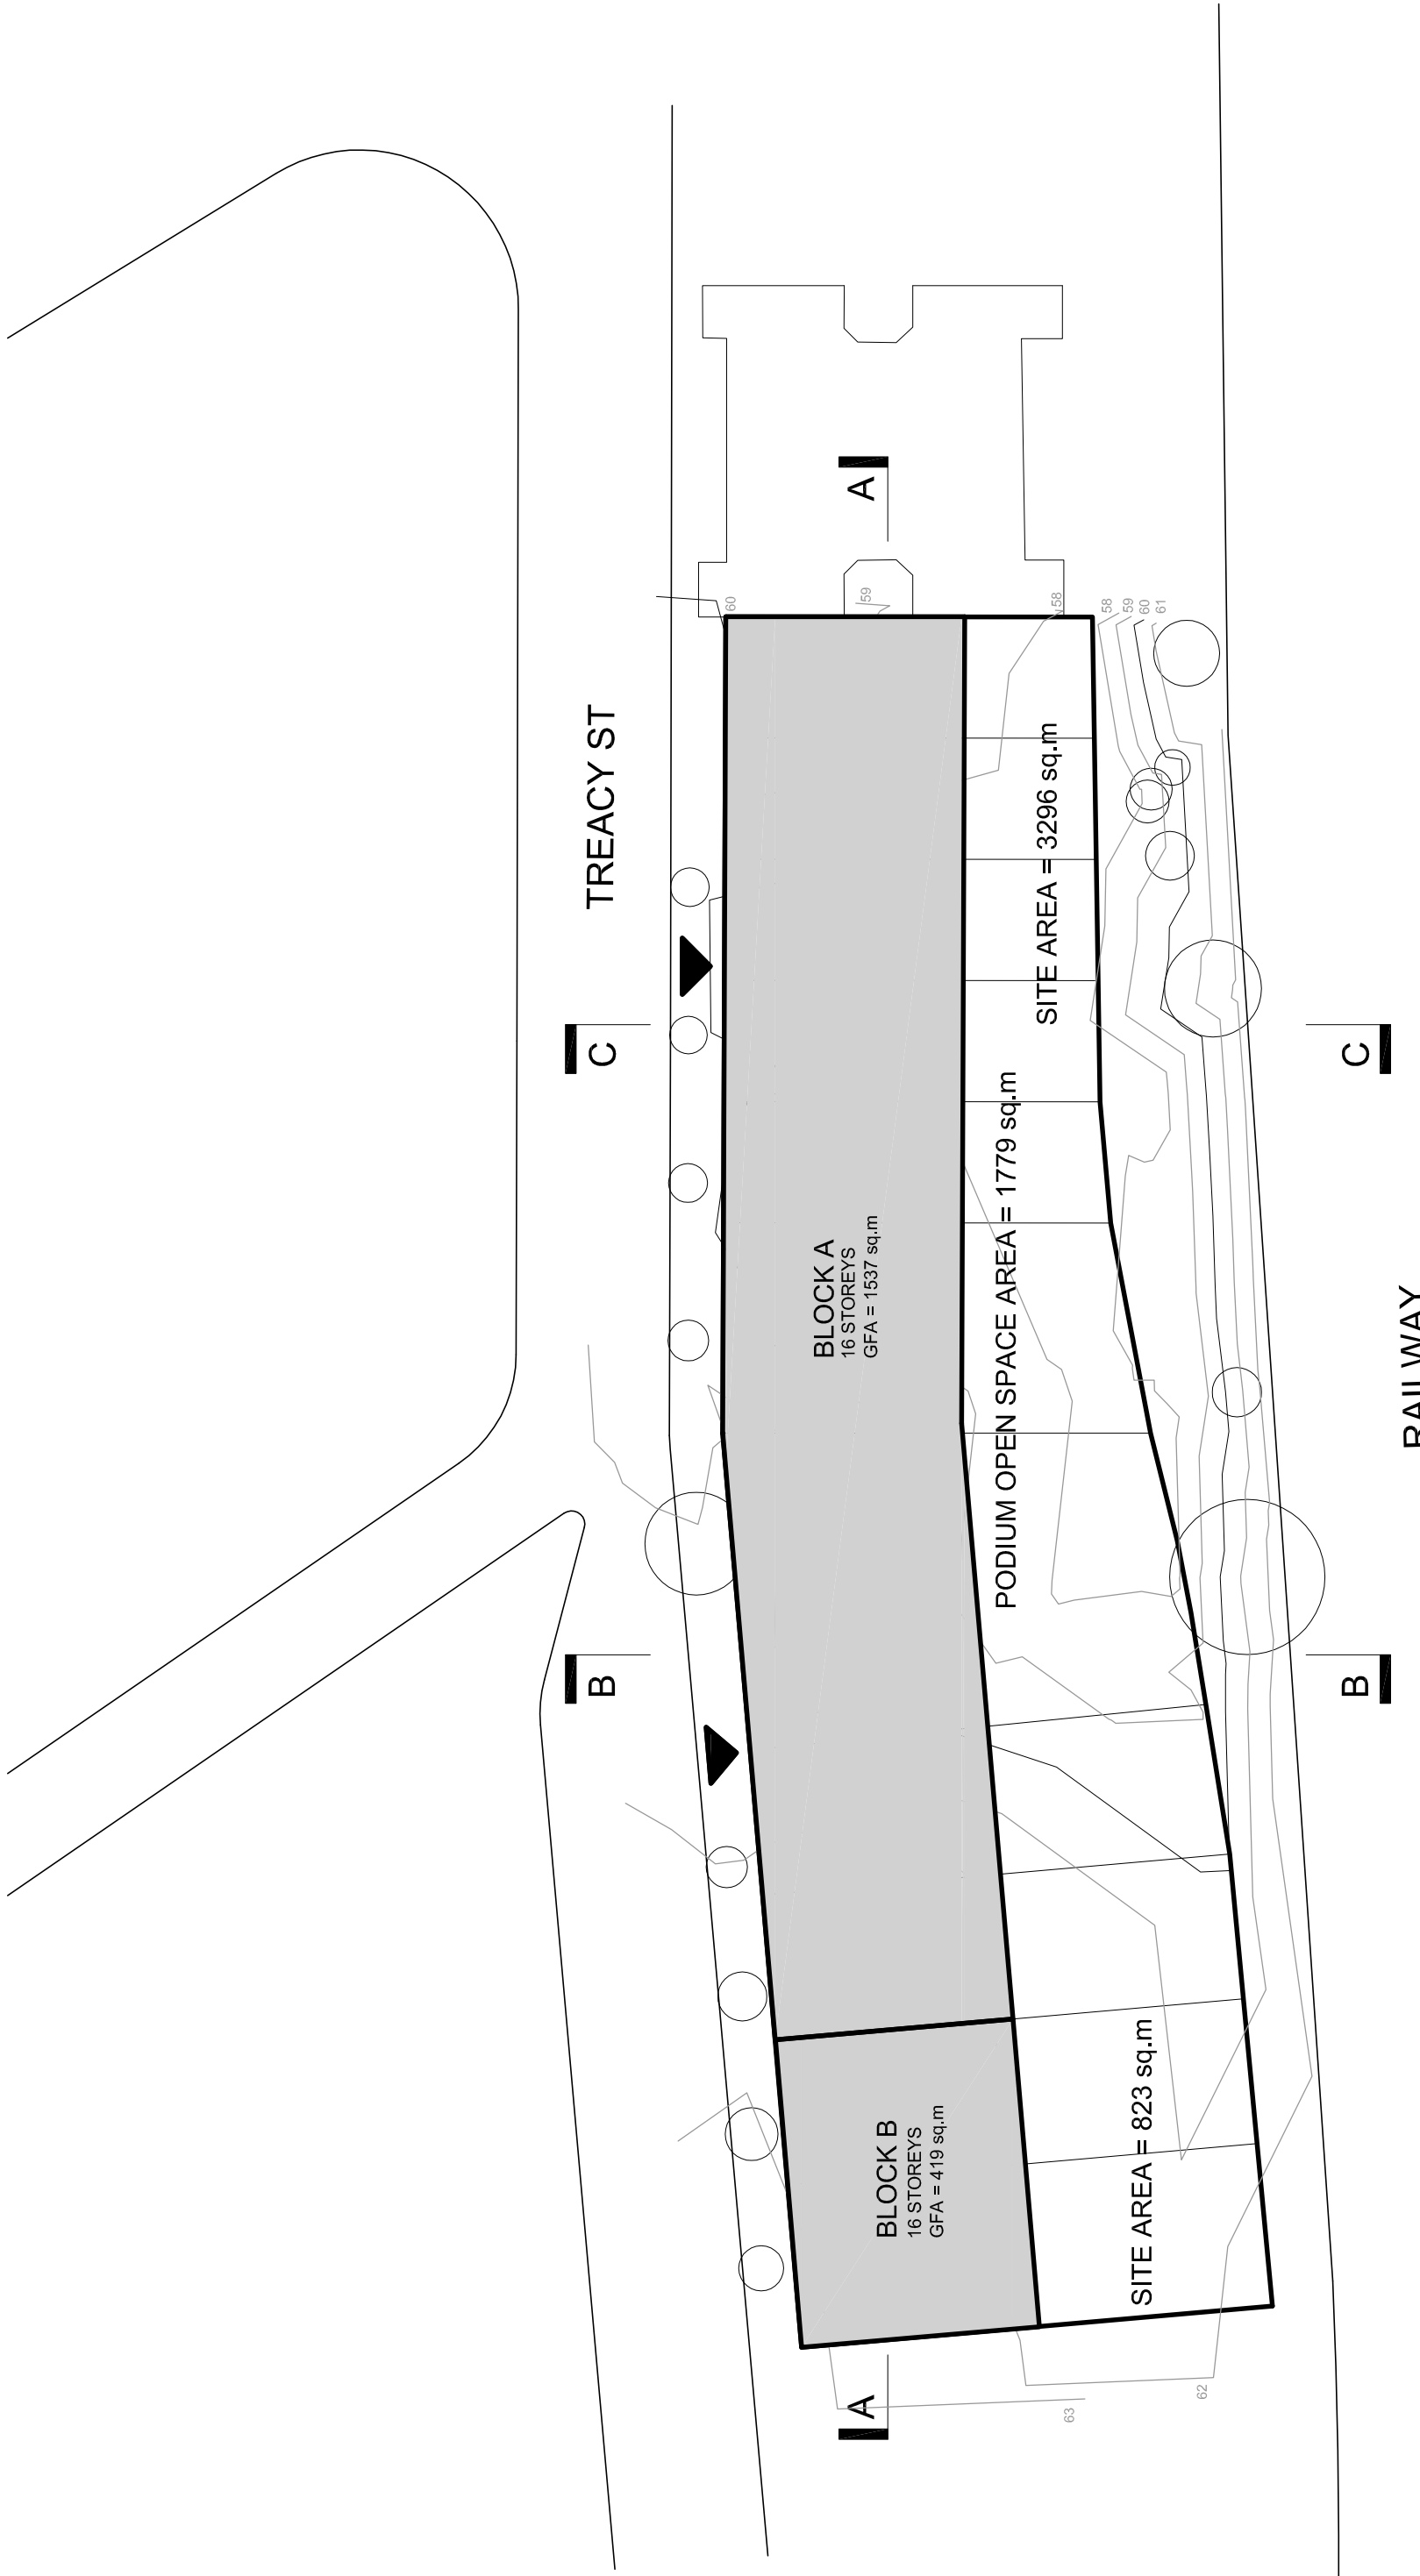 TREACY ST
A
60
59
58
58
59
60
61
SITE AREA = 3296 sq.m
C
C
PODIUM OPEN SPACE AREA = 1779 sq.m
BLOCK A
16 STOREYS
GFA = 1537 sq.m
RAILWAY
B
B
BLOCK B
16 STOREYS
GFA = 419 sq.m
SITE AREA = 823 sq.m
A
63
62